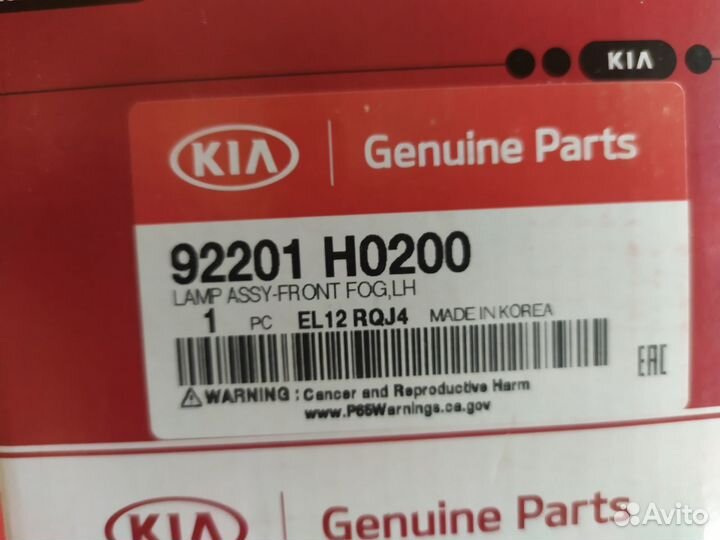 KIA
KIA
Genuine Parts
92201 H0200
LAMP ASSY-FRONT FOG,LH
1 PC EL12 RQJ4 MADE IN KOREA
EAC
WARNING : Cancer and Reproductive Harm
www.P65Warnings.ca.gov
KIA
Genuine Parts
Avito